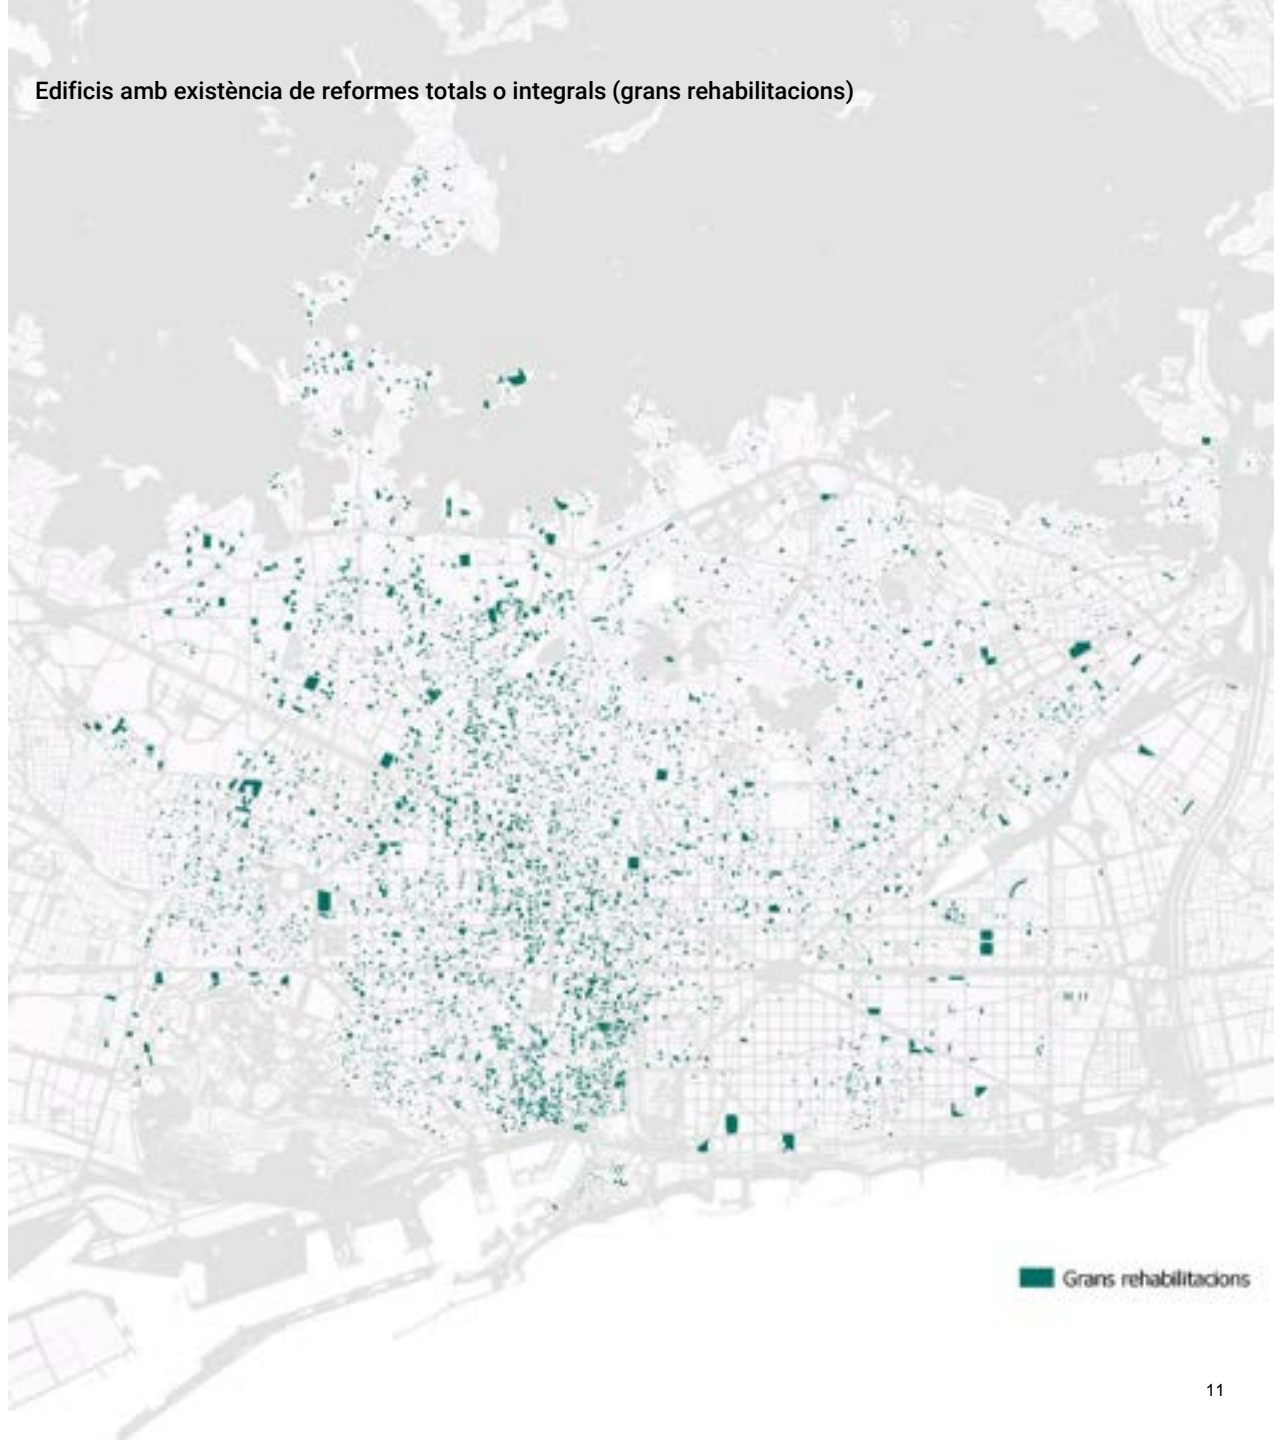 Edificis amb existència de reformes totals o integrals (grans rehabilitacions)
Grans rehabilitacions
11